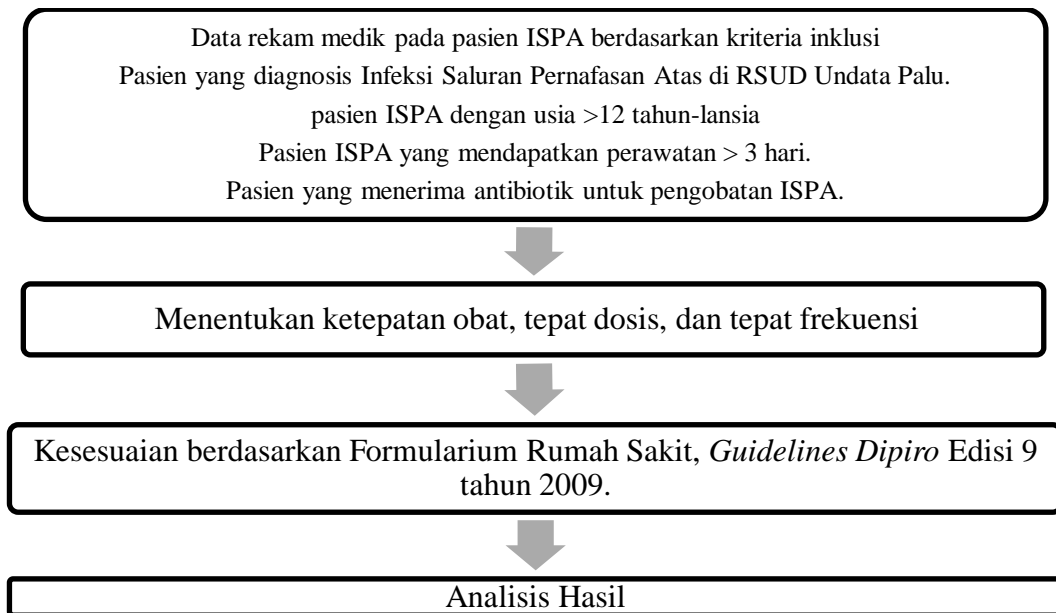 Data rekam medik pada pasien ISPA berdasarkan kriteria inklusi
Pasien yang diagnosis Infeksi Saluran Pernafasan Atas di RSUD Undata Palu.
pasien ISPA dengan usia >12 tahun-lansia
Pasien ISPA yang mendapatkan perawatan > 3 hari.
Pasien yang menerima antibiotik untuk pengobatan ISPA.
Menentukan ketepatan obat, tepat dosis, dan tepat frekuensi
Kesesuaian berdasarkan Formularium Rumah Sakit, Guidelines Dipiro Edisi 9
tahun 2009.
Analisis Hasil